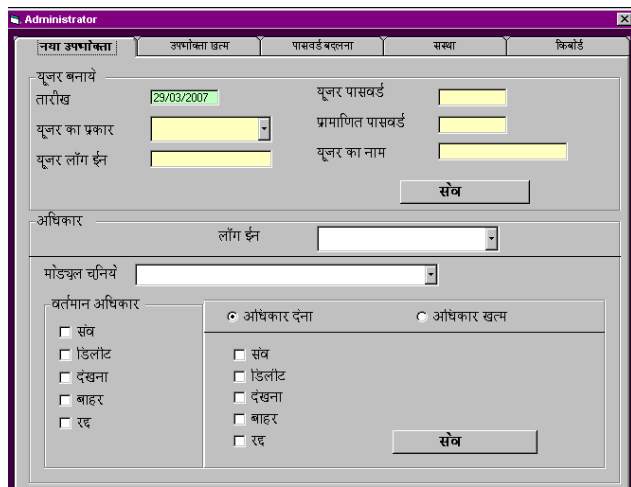 Administrator
नया उपभोक्ता उपभोक्ता खत्म पासवर्ड बदलना सस्था किबोर्ड
यूजर बनाये
तारीख 29/03/2007 यूजर पासवर्ड
यूजर का प्रकार प्रामाणित पासवर्ड
यूजर लॉग ईन यूजर का नाम
सेव
अधिकार
लॉग ईन
मोड्यूल चुनिये
वर्तमान अधिकार
अधिकार देना अधिकार खत्म
सेव
डिलीट
देखना
बाहर
रद्द
सेव
डिलीट
देखना
बाहर
रद्द
सेव